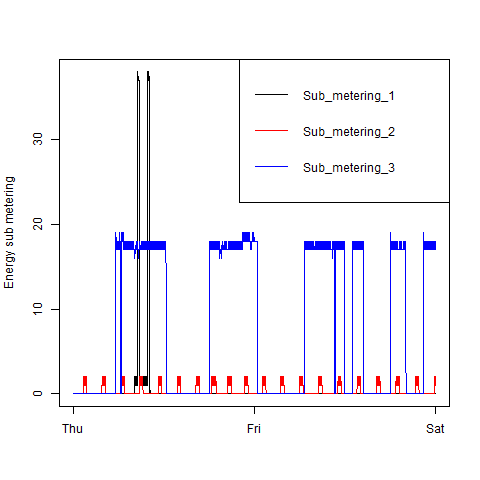 Sub_metering_1
Sub_metering_2
Sub_metering_3
Energy sub metering
30
20
10
0
Thu
Fri
Sat